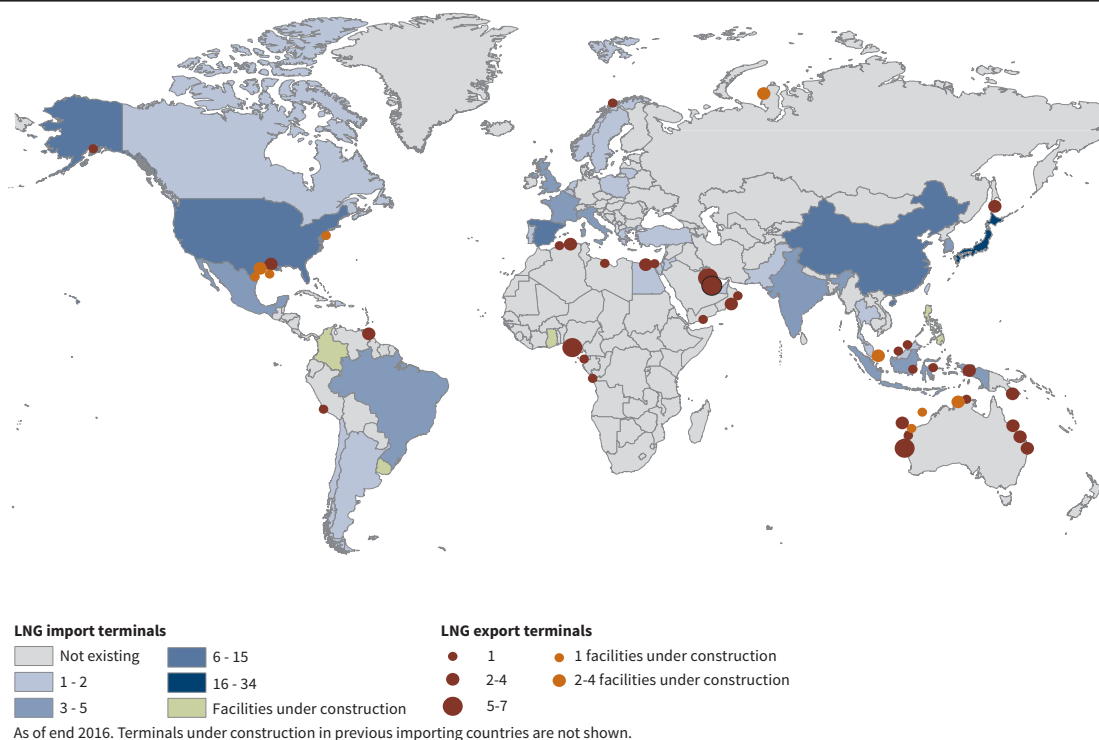 LNG import terminals
Not existing
1 - 2
3 - 5
6 - 15
16 - 34
Facilities under construction
LNG export terminals
1
2-4
5-7
1 facilities under construction
2-4 facilities under construction
As of end 2016. Terminals under construction in previous importing countries are not shown.